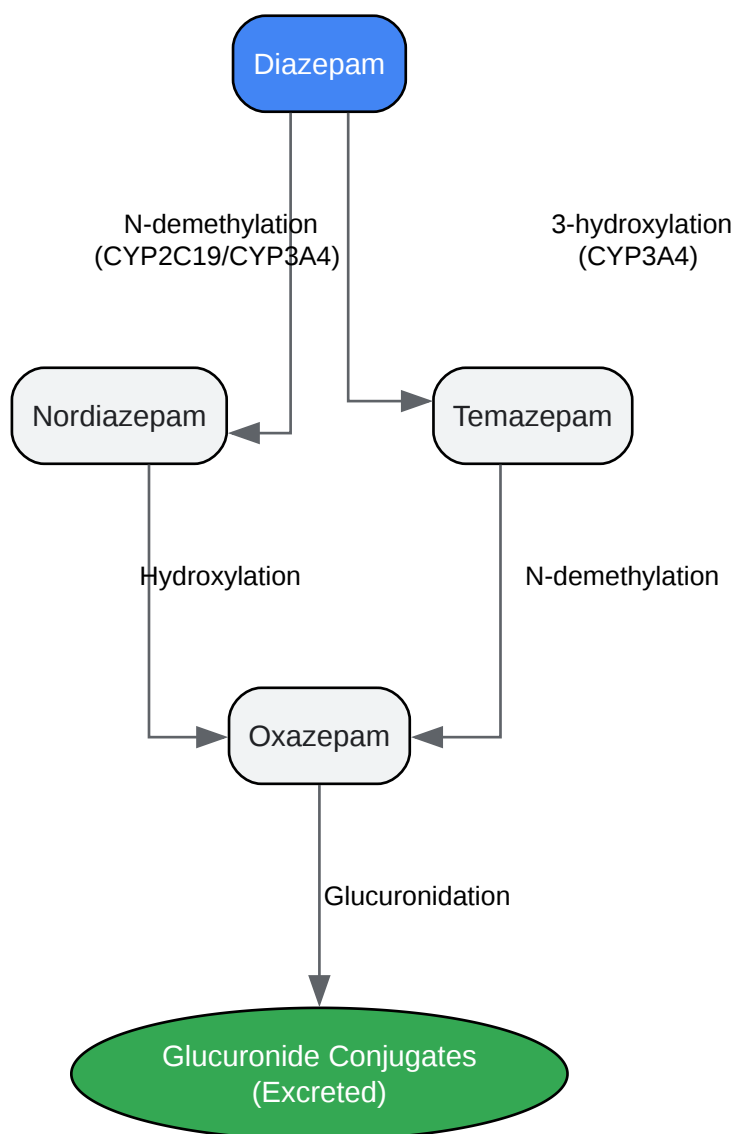 Diazepam
N-demethylation
(CYP2C19/CYP3A4)
3-hydroxylation
(CYP3A4)
Nordiazepam
Temazepam
Hydroxylation
N-demethylation
Oxazepam
Glucuronidation
Glucuronide Conjugates
(Excreted)